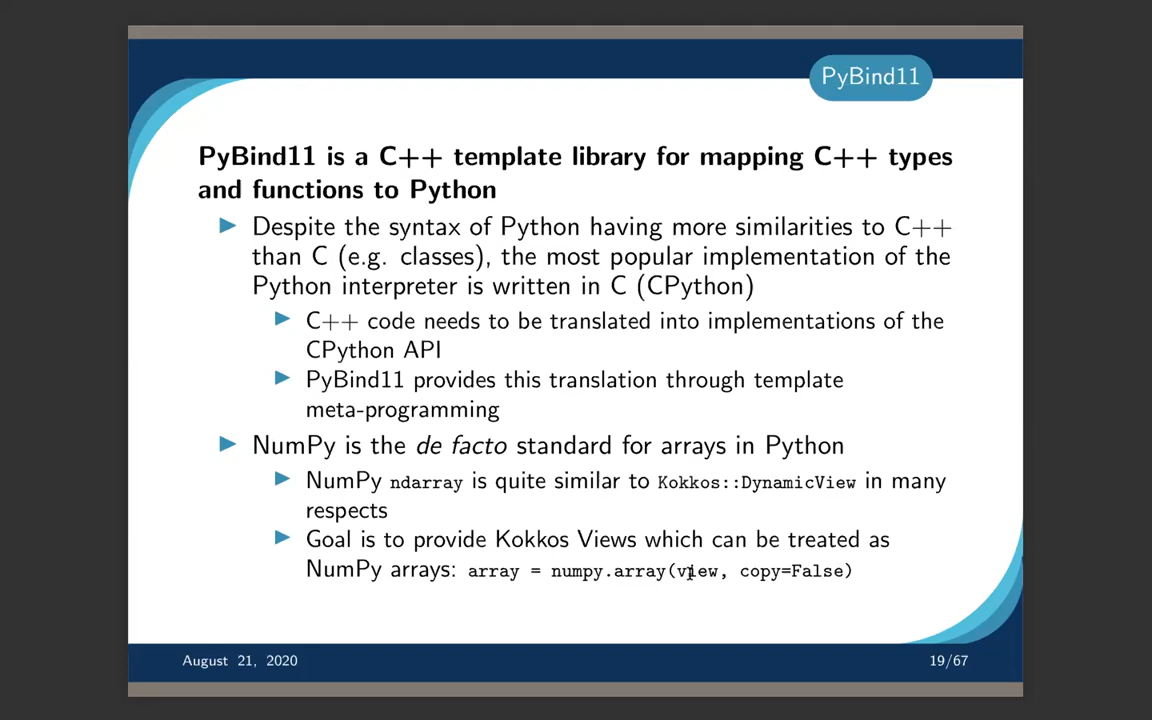 PyBind11
PyBind11 is a C++ template library for mapping C++ types
and functions to Python
Despite the syntax of Python having more similarities to C++
than C (e.g. classes), the most popular implementation of the
Python interpreter is written in C (CPython)
C++ code needs to be translated into implementations of the
CPython API
PyBind11 provides this translation through template
meta-programming
NumPy is the de facto standard for arrays in Python
NumPy ndarray is quite similar to Kokkos::DynamicView in many
respects
Goal is to provide Kokkos Views which can be treated as
NumPy arrays: array = numpy.array(view, copy=False)
August 21, 2020
19/67